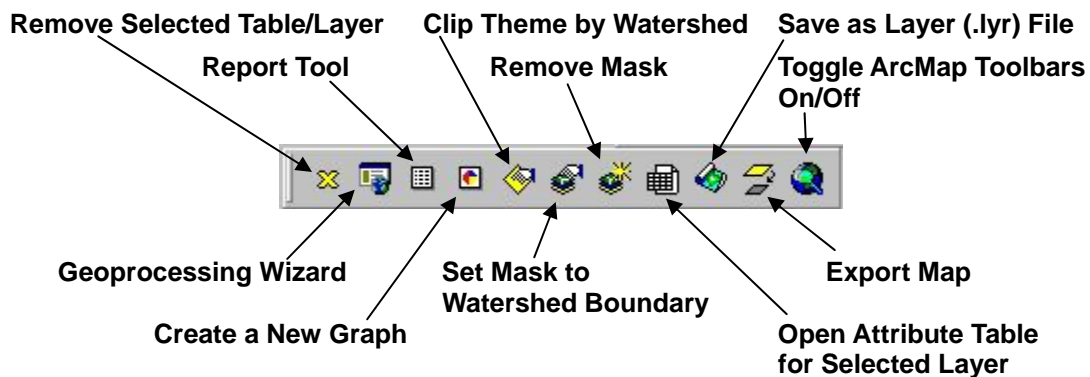 Remove Selected Table/Layer
Clip Theme by Watershed
Save as Layer (.lyr) File
Report Tool
Remove Mask
Toggle ArcMap Toolbars
On/Off
Geoprocessing Wizard
Set Mask to
Watershed Boundary
Export Map
Create a New Graph
Open Attribute Table
for Selected Layer